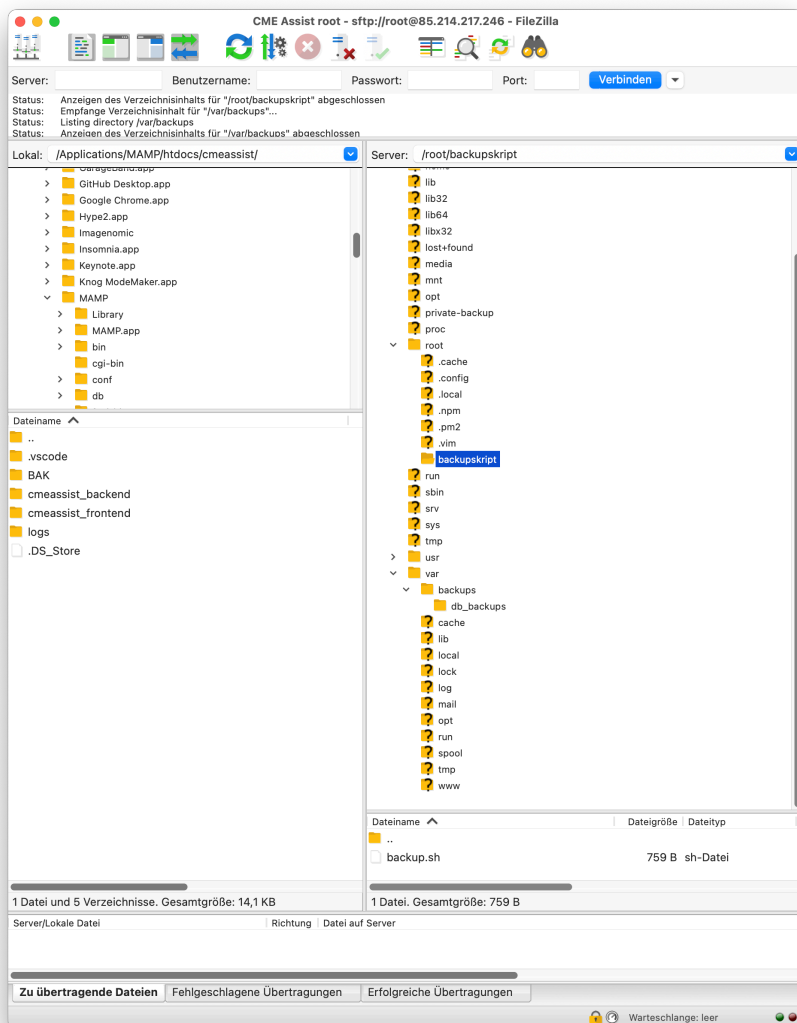 CME Assist root - sftp://root@85.214.217.246 - FileZilla
Server: Benutzername: Passwort: Port: Verbinden
Status: Anzeigen des Verzeichnisinhalts für "/root/backupskript" abgeschlossen
Status: Empfange Verzeichnisinhalt für "/var/backups"...
Status: Listing directory /var/backups
Status: Anzeigen des Verzeichnisinhalts für "/var/backups" abgeschlossen
Lokal: /Applications/MAMP/htdocs/cmeassist/
GarageBand.app
GitHub Desktop.app
Google Chrome.app
Hype2.app
Imagenomic
Insomnia.app
Keynote.app
Knog ModeMaker.app
MAMP
Library
MAMP.app
bin
cgi-bin
conf
db
Dateiname
..
.vscode
BAK
cmeassist_backend
cmeassist_frontend
logs
.DS_Store
1 Datei und 5 Verzeichnisse. Gesamtgröße: 14,1 KB
Server: /root/backupskript
home
lib
lib32
lib64
libx32
lost+found
media
mnt
opt
private-backup
proc
root
.cache
.config
.local
.npm
.pm2
.vim
backupskript
run
sbin
srv
sys
tmp
usr
var
backups
db_backups
cache
lib
local
lock
log
mail
opt
run
spool
tmp
www
Dateiname Dateigröße Dateityp
..
backup.sh 759 B sh-Datei
1 Datei. Gesamtgröße: 759 B
Server/Lokale Datei Richtung Datei auf Server
Zu übertragende Dateien Fehlgeschlagene Übertragungen Erfolgreiche Übertragungen
Warteschlange: leer